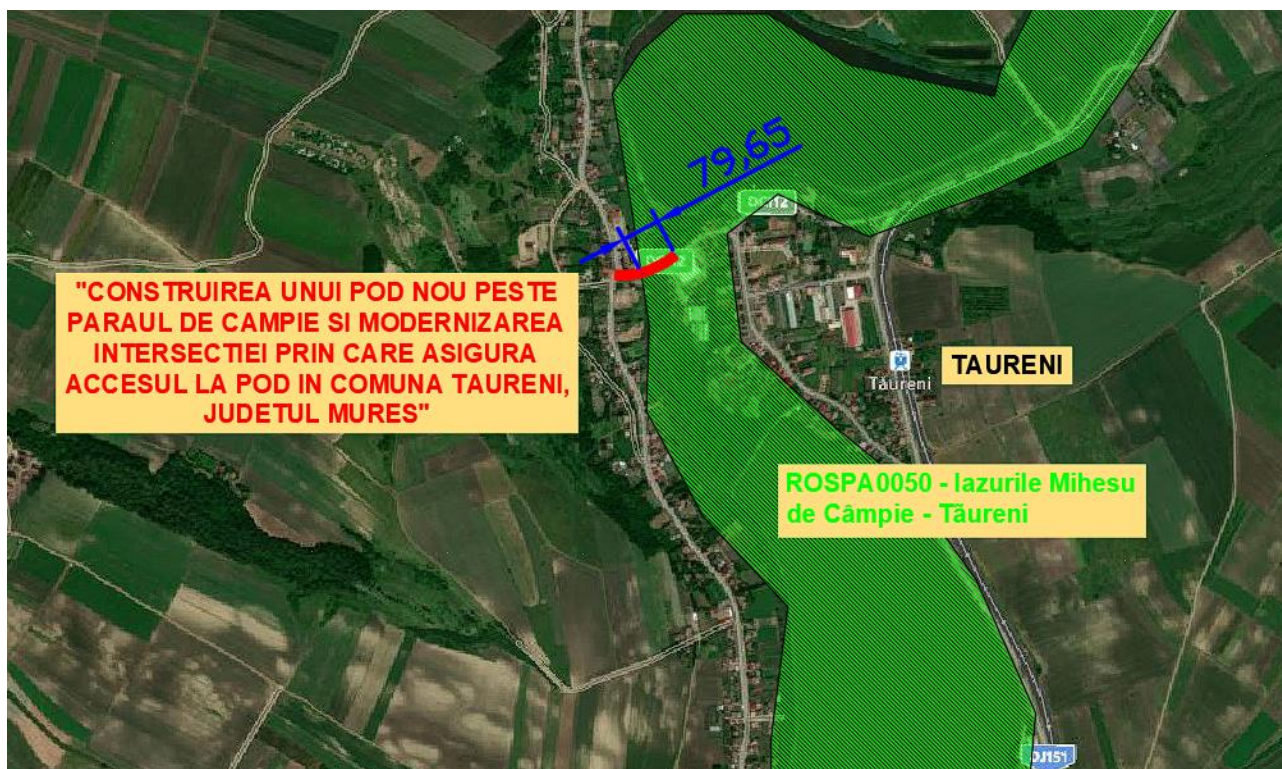 79,65
DC112
"CONSTRUIREA UNUI POD NOU PESTE
PARAUL DE CAMPIE SI MODERNIZAREA
INTERSECTIEI PRIN CARE ASIGURA
ACCESUL LA POD IN COMUNA TAURENI,
JUDETUL MURES"
Tăureni
TAURENI
ROSPA0050 - Iazurile Mihesu
de Câmpie - Tăureni
DJ151